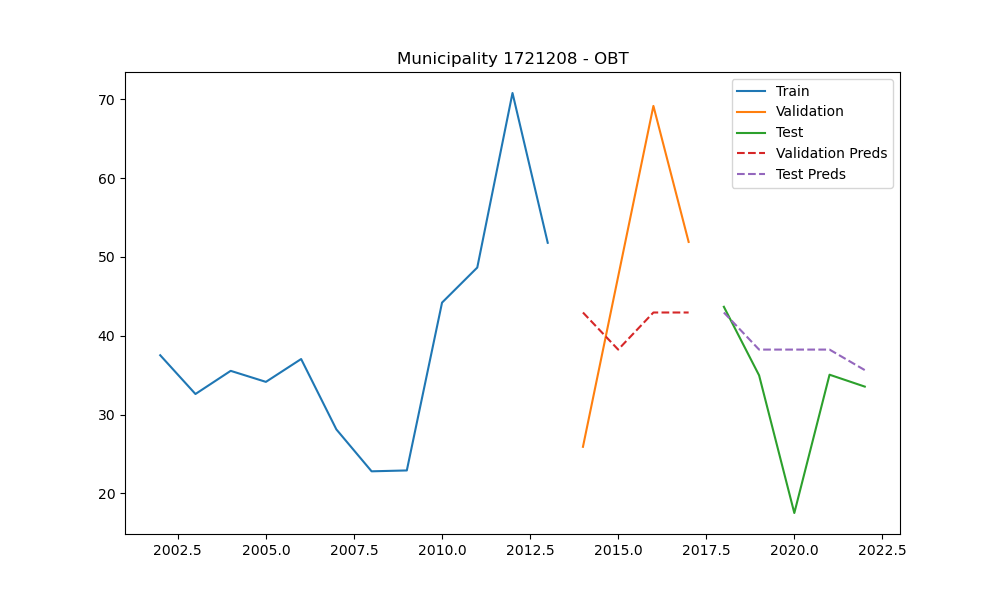 Municipality 1721208 - OBT
Train
Validation
Test
Validation Preds
Test Preds
70
60
50
40
30
20
2002.5 2005.0 2007.5 2010.0 2012.5 2015.0 2017.5 2020.0 2022.5